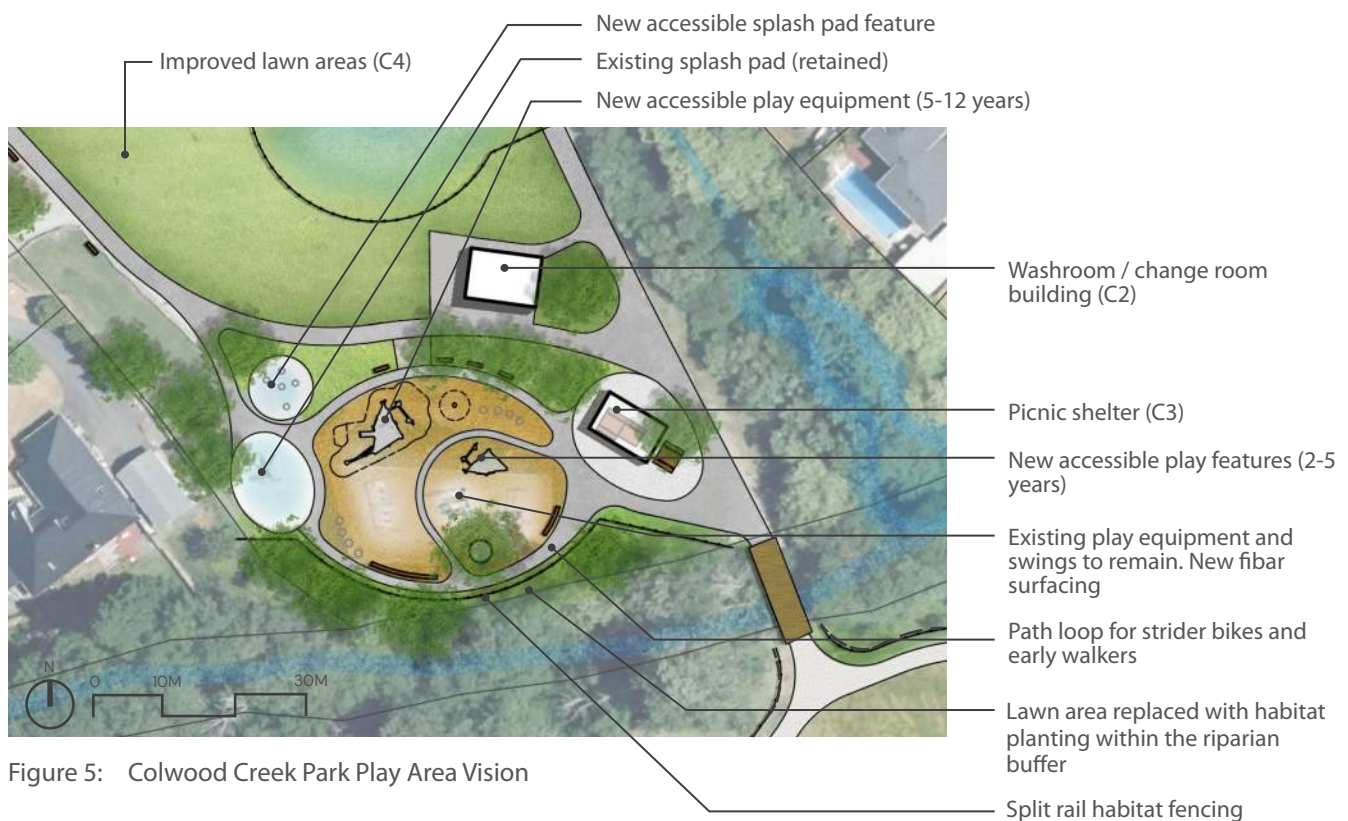 New accessible splash pad feature
Improved lawn areas (C4)
Existing splash pad (retained)
New accessible play equipment (5-12 years)
Washroom / change room
building (C2)
Picnic shelter (C3)
New accessible play features (2-5
years)
Existing play equipment and
swings to remain. New fibar
surfacing
Path loop for strider bikes and
early walkers
Lawn area replaced with habitat
planting within the riparian
buffer
Split rail habitat fencing
N
0 10M 30M
Figure 5: Colwood Creek Park Play Area Vision